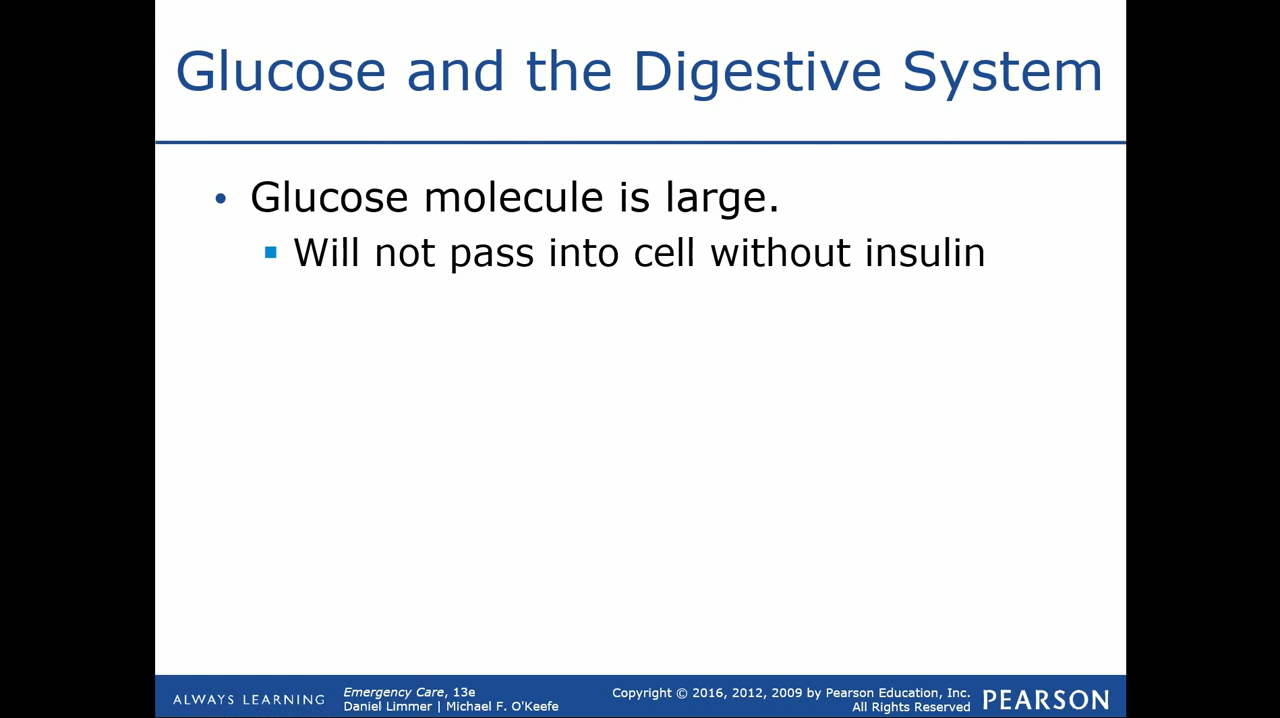 Glucose and the Digestive System
• Glucose molecule is large.
▪ Will not pass into cell without insulin
ALWAYS LEARNING
Emergency Care, 13e
Daniel Limmer | Michael F. O'Keefe
Copyright © 2016, 2012, 2009 by Pearson Education, Inc.
All Rights Reserved
PEARSON